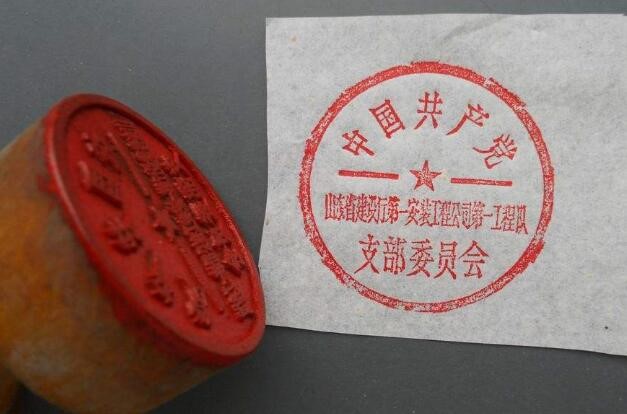 中国共产党
山东省建设厅第一安装工程公司第一工程队
支部委员会